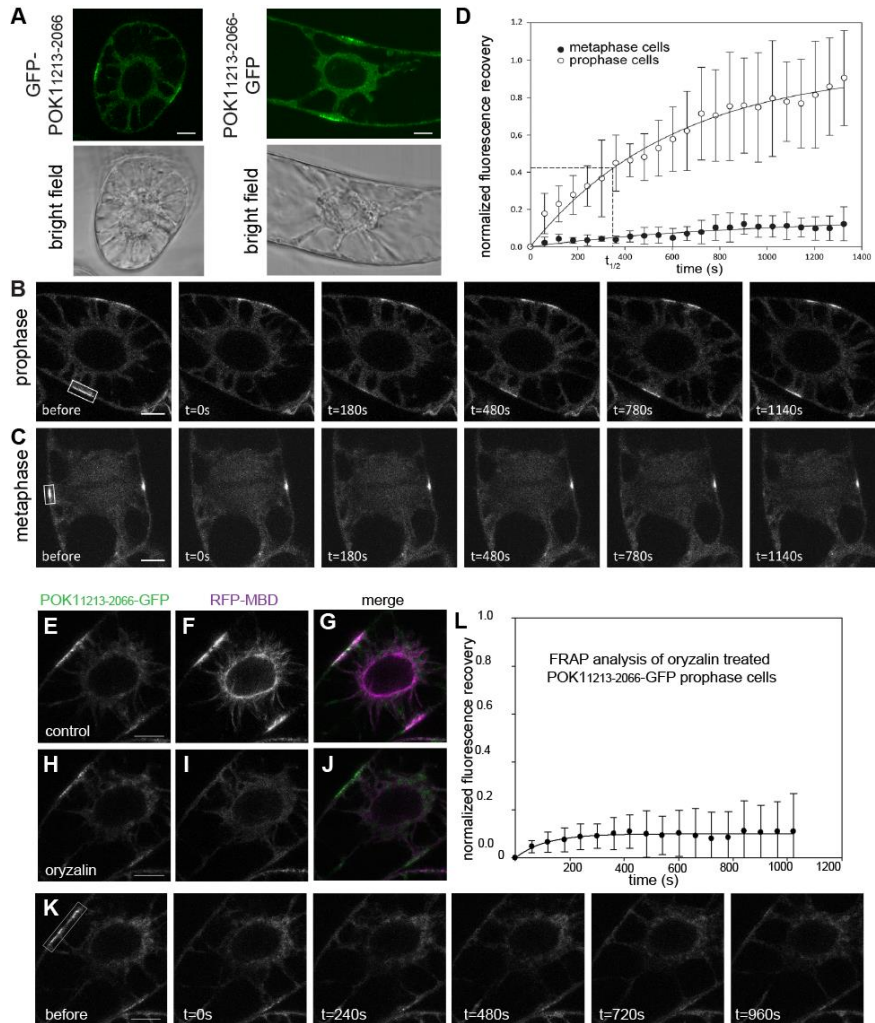 A
GFP-
POK11213-2066
POK11213-2066-
GFP
bright field
bright field
D
normalized fluorescence recovery
1.2
1.0
0.8
0.6
0.4
0.2
0.0
metaphase cells
prophase cells
0 200 400 600 800 1000 1200 1400
t1/2
time (s)
B
prophase
before
t=0s
t=180s
t=480s
t=780s
t=1140s
C
metaphase
before
t=0s
t=180s
t=480s
t=780s
t=1140s
POK11213-2066-GFP
RFP-MBD
merge
E
control
F
G
H
oryzalin
I
J
L
normalized fluorescence recovery
1.0
0.8
0.6
0.4
0.2
0.0
0
FRAP analysis of oryzalin treated
POK11213-2066-GFP prophase cells
200 400 600 800 1000 1200
time (s)
K
before
t=0s
t=240s
t=480s
t=720s
t=960s